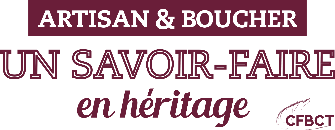 ARTISAN & BOUCHER
UN SAVOIR-FAIRE
en héritage
CFBCT